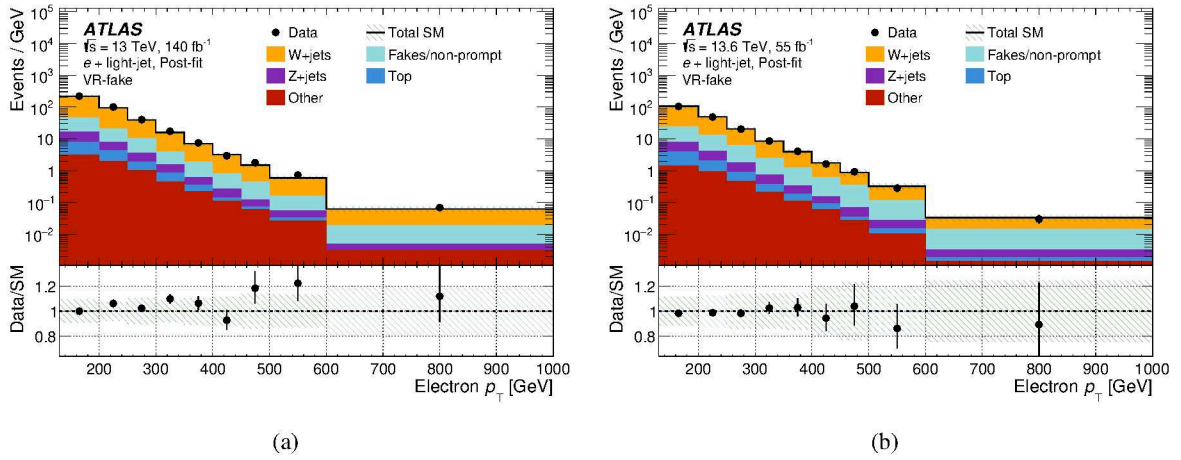 Events / GeV
10⁵
10⁴
10³
10²
10
1
10⁻¹
10⁻²
ATLAS
√s = 13 TeV, 140 fb⁻¹
e + light-jet, Post-fit
VR-fake
Data
Total SM
W+jets
Fakes/non-prompt
Z+jets
Top
Other
Data/SM
1.2
1
0.8
200 300 400 500 600 700 800 900 1000
Electron p_T [GeV]
(a)
Events / GeV
10⁵
10⁴
10³
10²
10
1
10⁻¹
10⁻²
ATLAS
√s = 13.6 TeV, 55 fb⁻¹
e + light-jet, Post-fit
VR-fake
Data
Total SM
W+jets
Fakes/non-prompt
Z+jets
Top
Other
Data/SM
1.2
1
0.8
200 300 400 500 600 700 800 900 1000
Electron p_T [GeV]
(b)